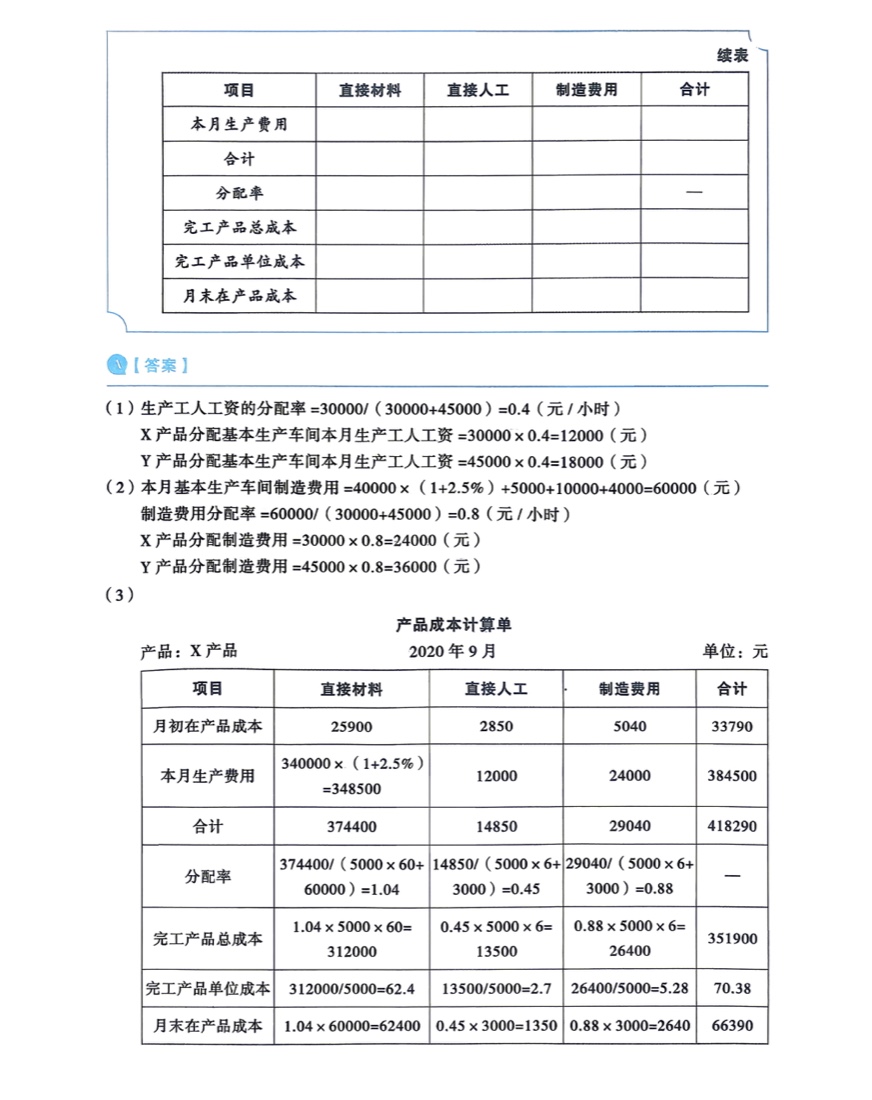 续表
项目 直接材料 直接人工 制造费用 合计
本月生产费用
合计
分配率 —
完工产品总成本
完工产品单位成本
月末在产品成本
A【答案】
（1）生产工人工资的分配率 =30000/（30000+45000）=0.4（元 / 小时）
X 产品分配基本生产车间本月生产工人工资 =30000×0.4=12000（元）
Y 产品分配基本生产车间本月生产工人工资 =45000×0.4=18000（元）
（2）本月基本生产车间制造费用 =40000×（1+2.5%）+5000+10000+4000=60000（元）
制造费用分配率 =60000/（30000+45000）=0.8（元 / 小时）
X 产品分配制造费用 =30000×0.8=24000（元）
Y 产品分配制造费用 =45000×0.8=36000（元）
（3）
产品成本计算单
产品：X 产品 2020 年 9 月 单位：元
项目 直接材料 直接人工 制造费用 合计
月初在产品成本 25900 2850 5040 33790
本月生产费用 340000×（1+2.5%）
=348500 12000 24000 384500
合计 374400 14850 29040 418290
分配率 374400/（5000×60+
60000）=1.04 14850/（5000×6+
3000）=0.45 29040/（5000×6+
3000）=0.88 —
完工产品总成本 1.04×5000×60=
312000 0.45×5000×6=
13500 0.88×5000×6=
26400 351900
完工产品单位成本 312000/5000=62.4 13500/5000=2.7 26400/5000=5.28 70.38
月末在产品成本 1.04×60000=62400 0.45×3000=1350 0.88×3000=2640 66390